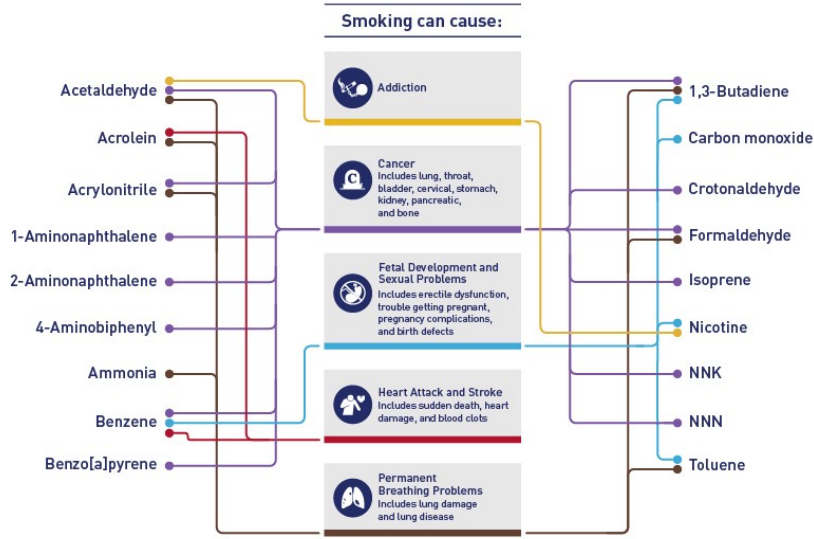 Smoking can cause:
Acetaldehyde
Acrolein
Acrylonitrile
1-Aminonaphthalene
2-Aminonaphthalene
4-Aminobiphenyl
Ammonia
Benzene
Benzo[a]pyrene
Addiction
C
Cancer
Includes lung, throat,
bladder, cervical, stomach,
kidney, pancreatic,
and bone
Fetal Development and
Sexual Problems
Includes erectile dysfunction,
trouble getting pregnant,
pregnancy complications,
and birth defects
Heart Attack and Stroke
Includes sudden death, heart
damage, and blood clots
Permanent
Breathing Problems
Includes lung damage
and lung disease
1,3-Butadiene
Carbon monoxide
Crotonaldehyde
Formaldehyde
Isoprene
Nicotine
NNK
NNN
Toluene